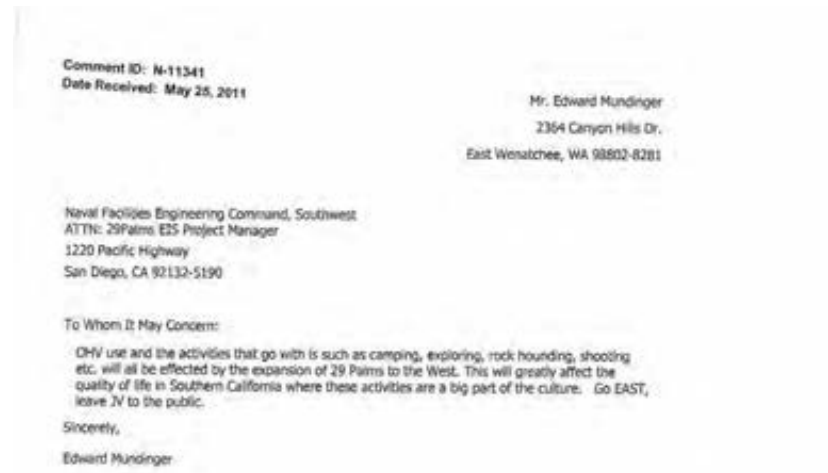 Comment ID: N-11341
Date Received: May 25, 2011
Mr. Edward Mundinger
2364 Canyon Hills Dr.
East Wenatchee, WA 98802-8281
Naval Facilities Engineering Command, Southwest
ATTN: 29Palms EIS Project Manager
1220 Pacific Highway
San Diego, CA 92132-5190
To Whom It May Concern:
OHV use and the activities that go with is such as camping, exploring, rock hounding, shooting
etc. will all be effected by the expansion of 29 Palms to the West. This will greatly affect the
quality of life in Southern California where these activities are a big part of the culture. Go EAST,
leave JV to the public.
Sincerely,
Edward Mundinger